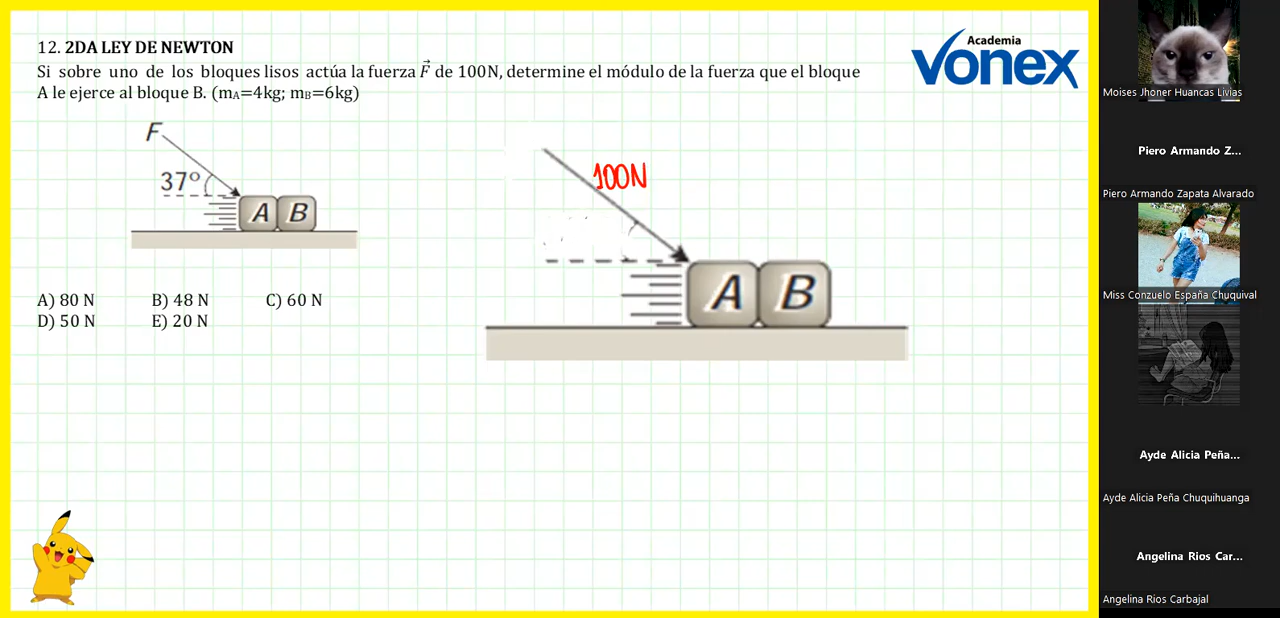 12. 2DA LEY DE NEWTON
Si sobre uno de los bloques lisos actúa la fuerza F⃗ de 100N, determine el módulo de la fuerza que el bloque
A le ejerce al bloque B. (mA=4kg; mB=6kg)
F
37°
A B
A) 80 N B) 48 N C) 60 N
D) 50 N E) 20 N
Academia
Vonex
100N
A B
Moises Jhoner Huancas Livias
Piero Armando Z...
Piero Armando Zapata Alvarado
Miss Conzuelo España Chuquival
Ayde Alicia Peña...
Ayde Alicia Peña Chuquihuanga
Angelina Rios Car...
Angelina Rios Carbajal